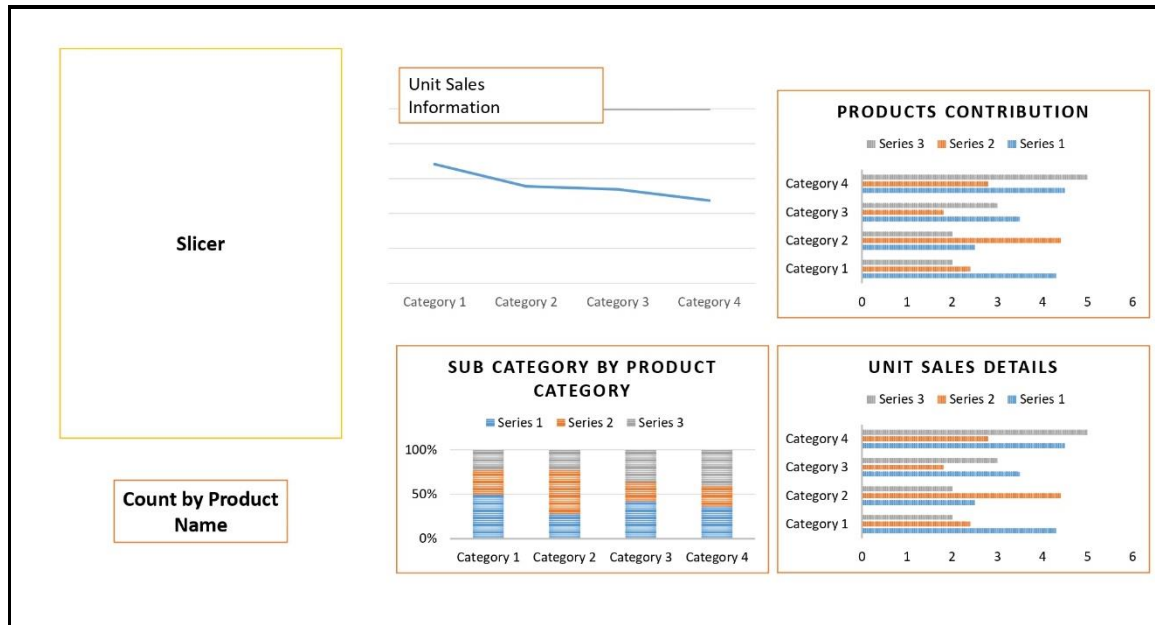 Slicer
Count by Product
Name
Unit Sales
Information
Category 1 Category 2 Category 3 Category 4
SUB CATEGORY BY PRODUCT
CATEGORY
Series 1 Series 2 Series 3
100%
50%
0%
Category 1 Category 2 Category 3 Category 4
PRODUCTS CONTRIBUTION
Series 3 Series 2 Series 1
Category 4
Category 3
Category 2
Category 1
0 1 2 3 4 5 6
UNIT SALES DETAILS
Series 3 Series 2 Series 1
Category 4
Category 3
Category 2
Category 1
0 1 2 3 4 5 6